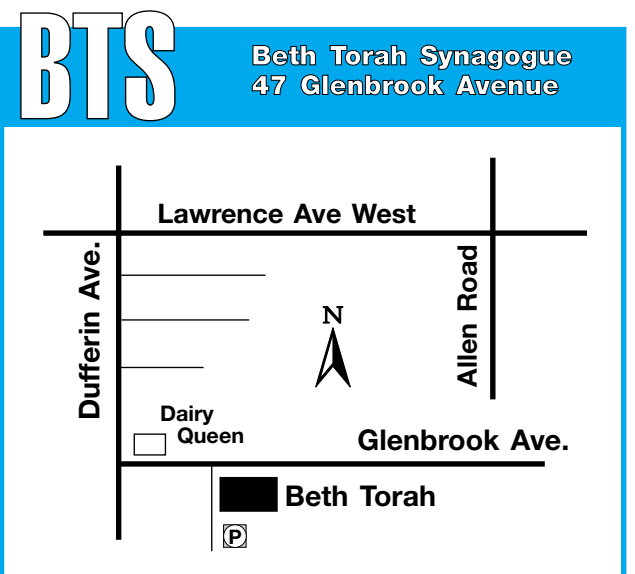 BTS
Beth Torah Synagogue
47 Glenbrook Avenue
Lawrence Ave West
Dufferin Ave.
Allen Road
N
Dairy
Queen
Glenbrook Ave.
Beth Torah
P